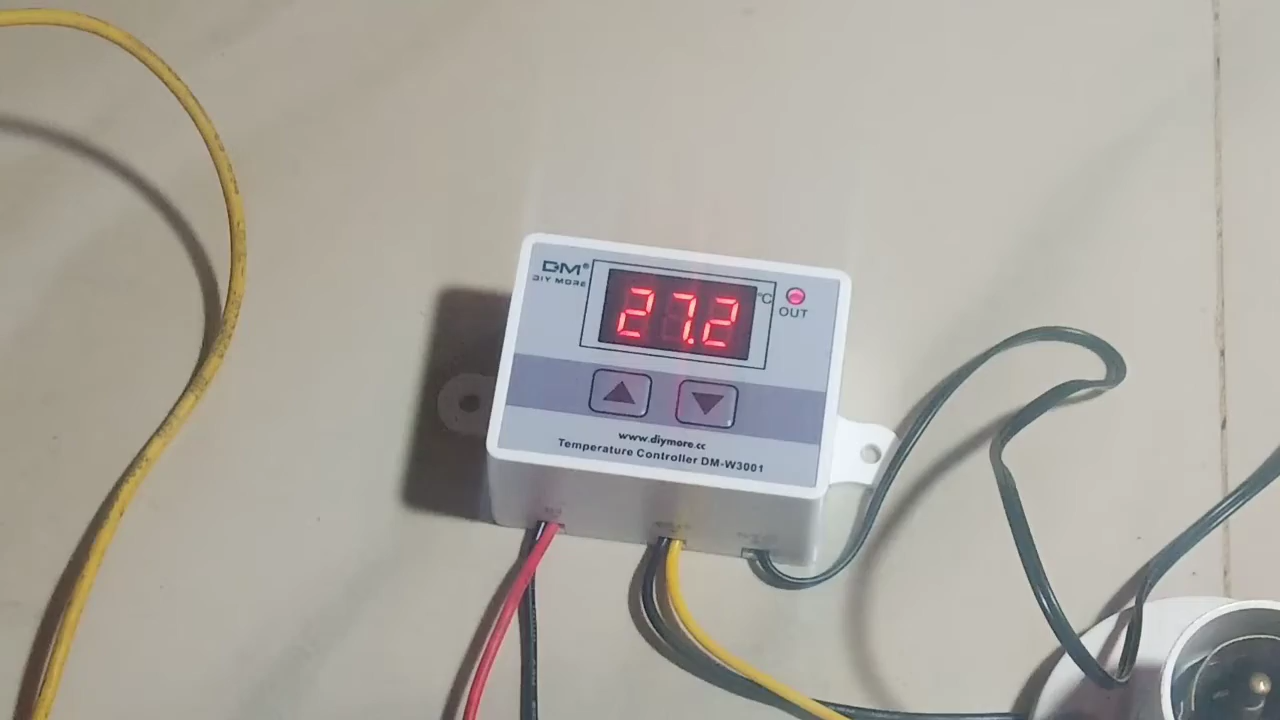 DM®
DIY MORE
27.2
°C
OUT
www.diymore.cc
Temperature Controller DM-W3001